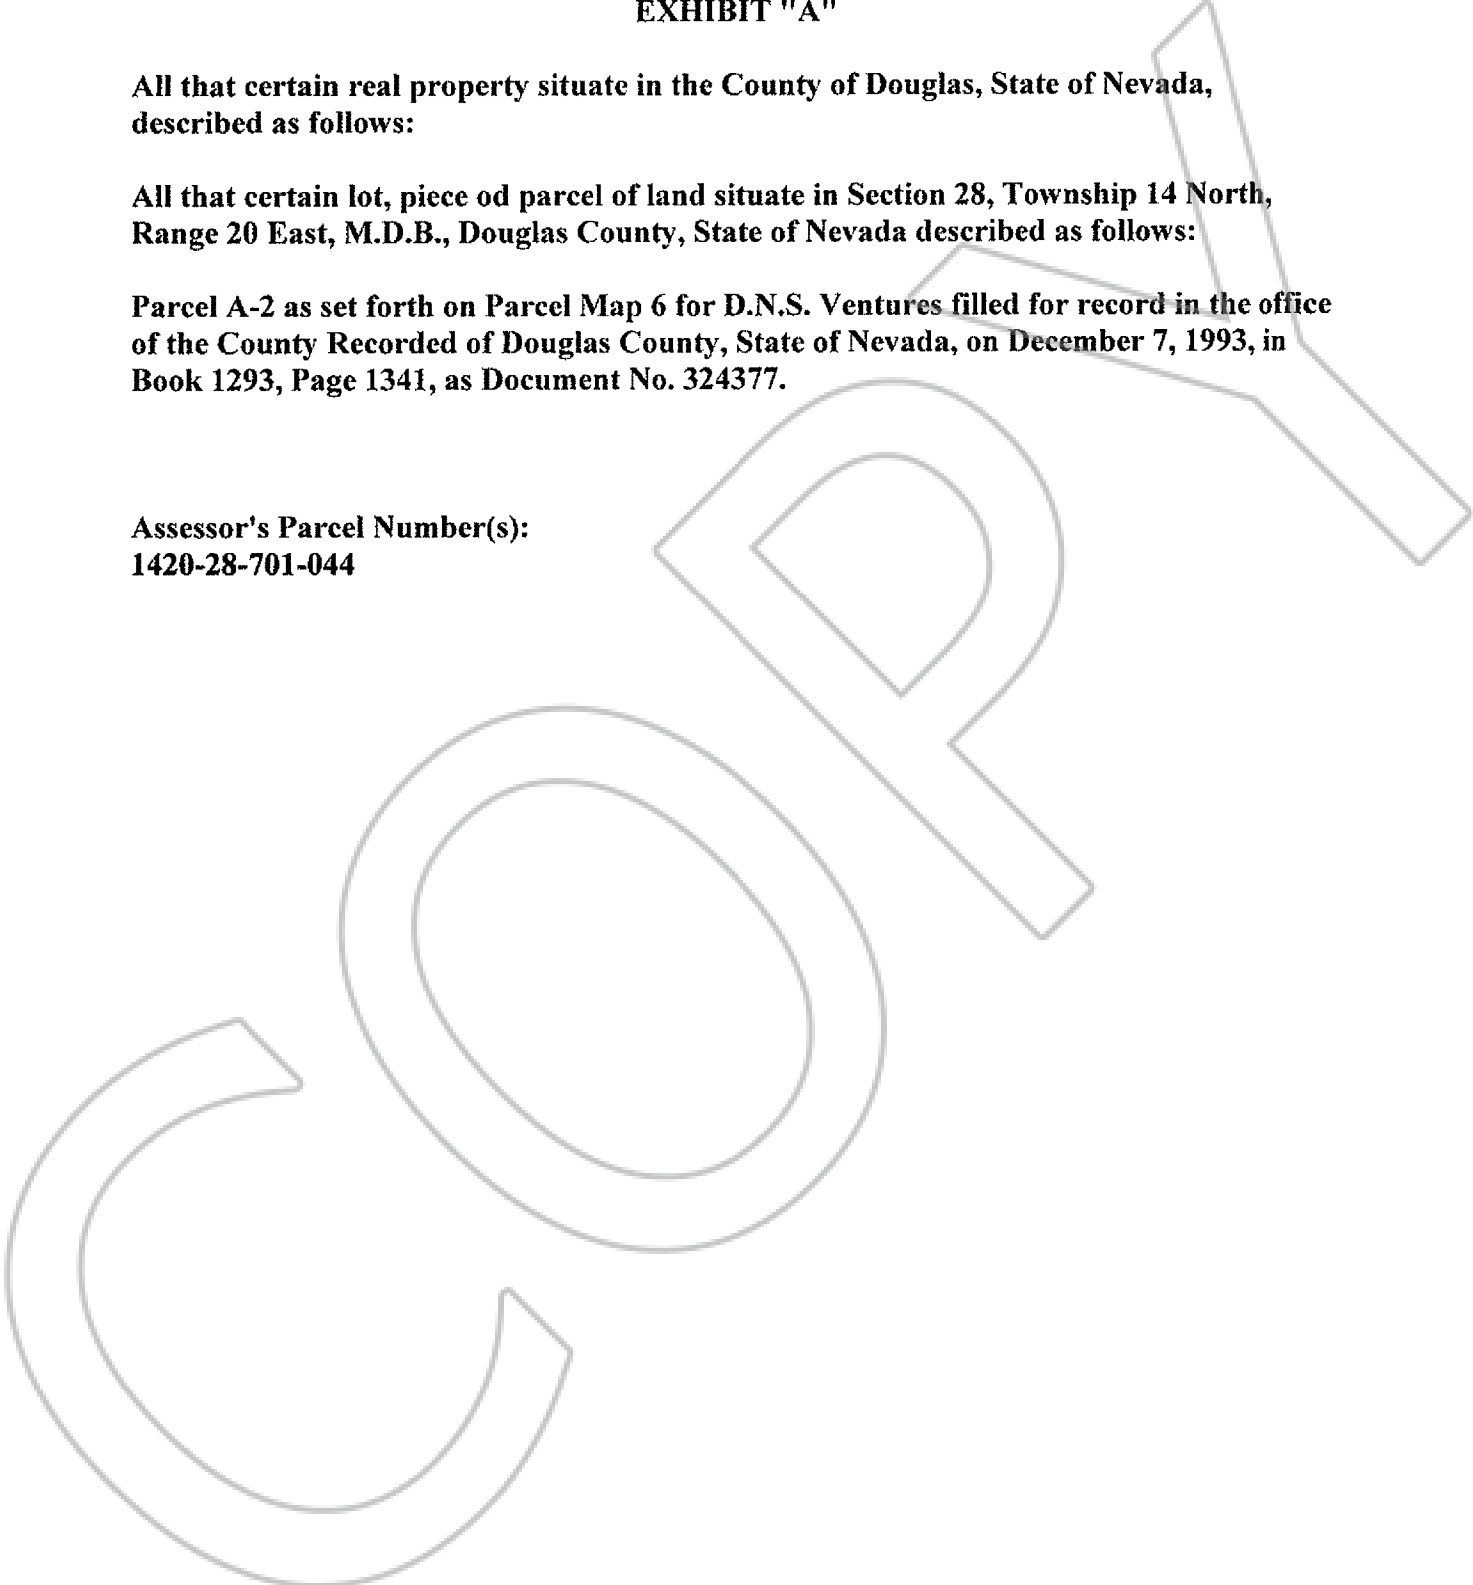 EXHIBIT "A"
All that certain real property situate in the County of Douglas, State of Nevada,
described as follows:
All that certain lot, piece od parcel of land situate in Section 28, Township 14 North,
Range 20 East, M.D.B., Douglas County, State of Nevada described as follows:
Parcel A-2 as set forth on Parcel Map 6 for D.N.S. Ventures filled for record in the office
of the County Recorded of Douglas County, State of Nevada, on December 7, 1993, in
Book 1293, Page 1341, as Document No. 324377.
Assessor's Parcel Number(s):
1420-28-701-044
COPY